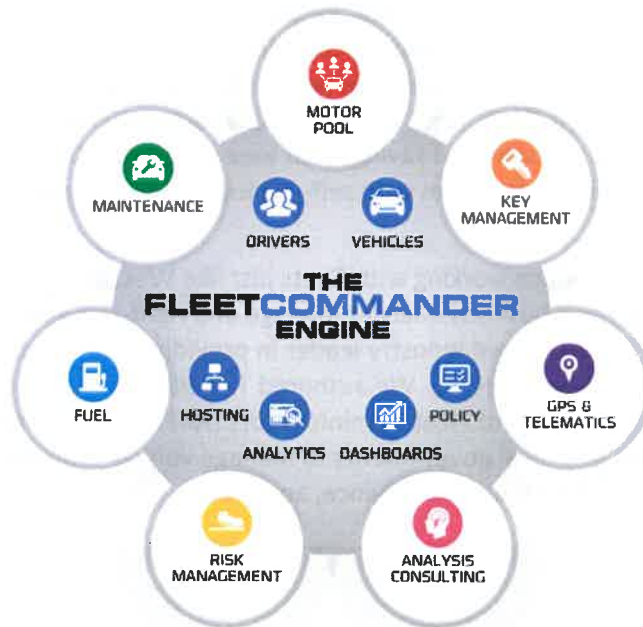 MOTOR
POOL
MAINTENANCE
KEY
MANAGEMENT
DRIVERS
VEHICLES
THE
FLEETCOMMANDER
ENGINE
FUEL
HOSTING
ANALYTICS
DASHBOARDS
POLICY
GPS &
TELEMATICS
RISK
MANAGEMENT
ANALYSIS
CONSULTING